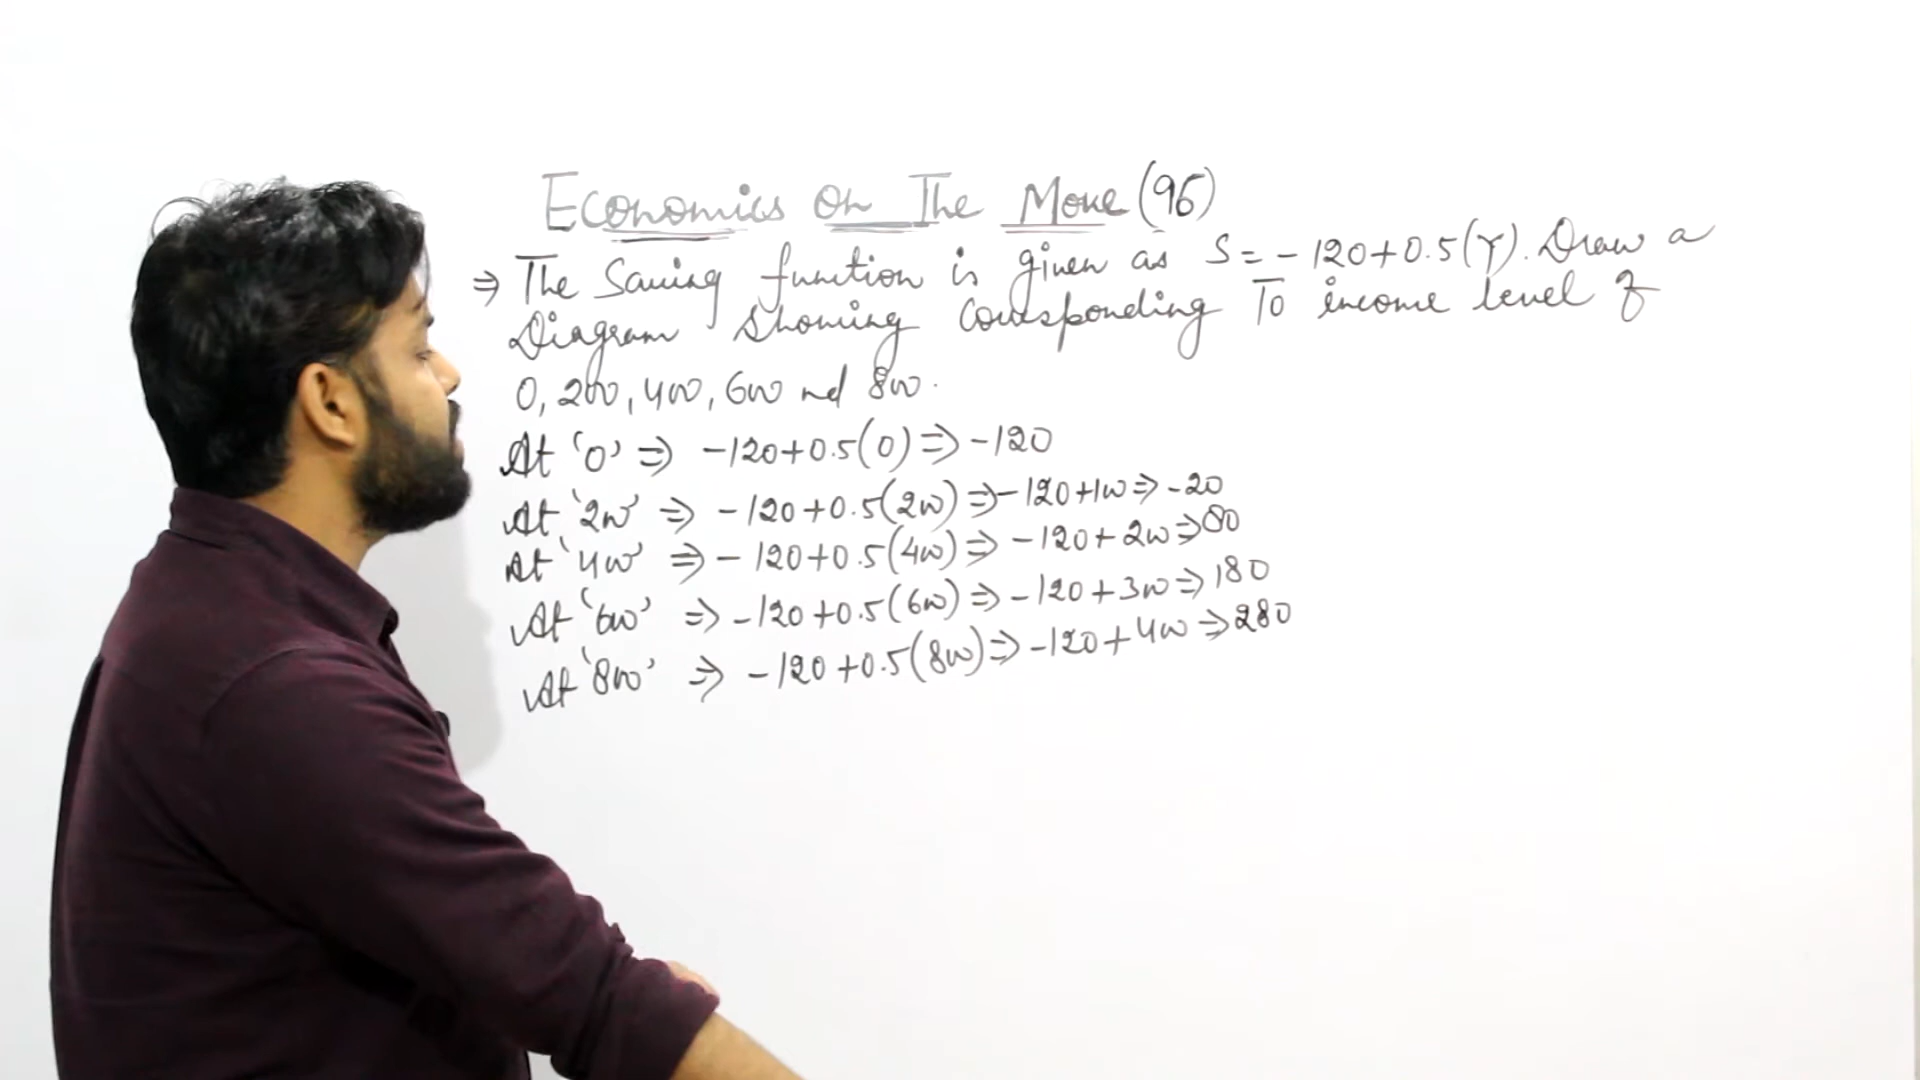 Economics On The Move (96)
⇒ The Saving function is given as S = -120+0.5(Y). Draw a
Diagram showing Corresponding To income level of
0, 200, 400, 600 nd 800.
At '0' ⇒ -120+0.5(0) ⇒ -120
At '200' ⇒ -120+0.5(200) ⇒ -120+100 ⇒ -20
At '400' ⇒ -120+0.5(400) ⇒ -120+200 ⇒ 80
At '600' ⇒ -120+0.5(600) ⇒ -120+300 ⇒ 180
At '800' ⇒ -120+0.5(800) ⇒ -120+400 ⇒ 280